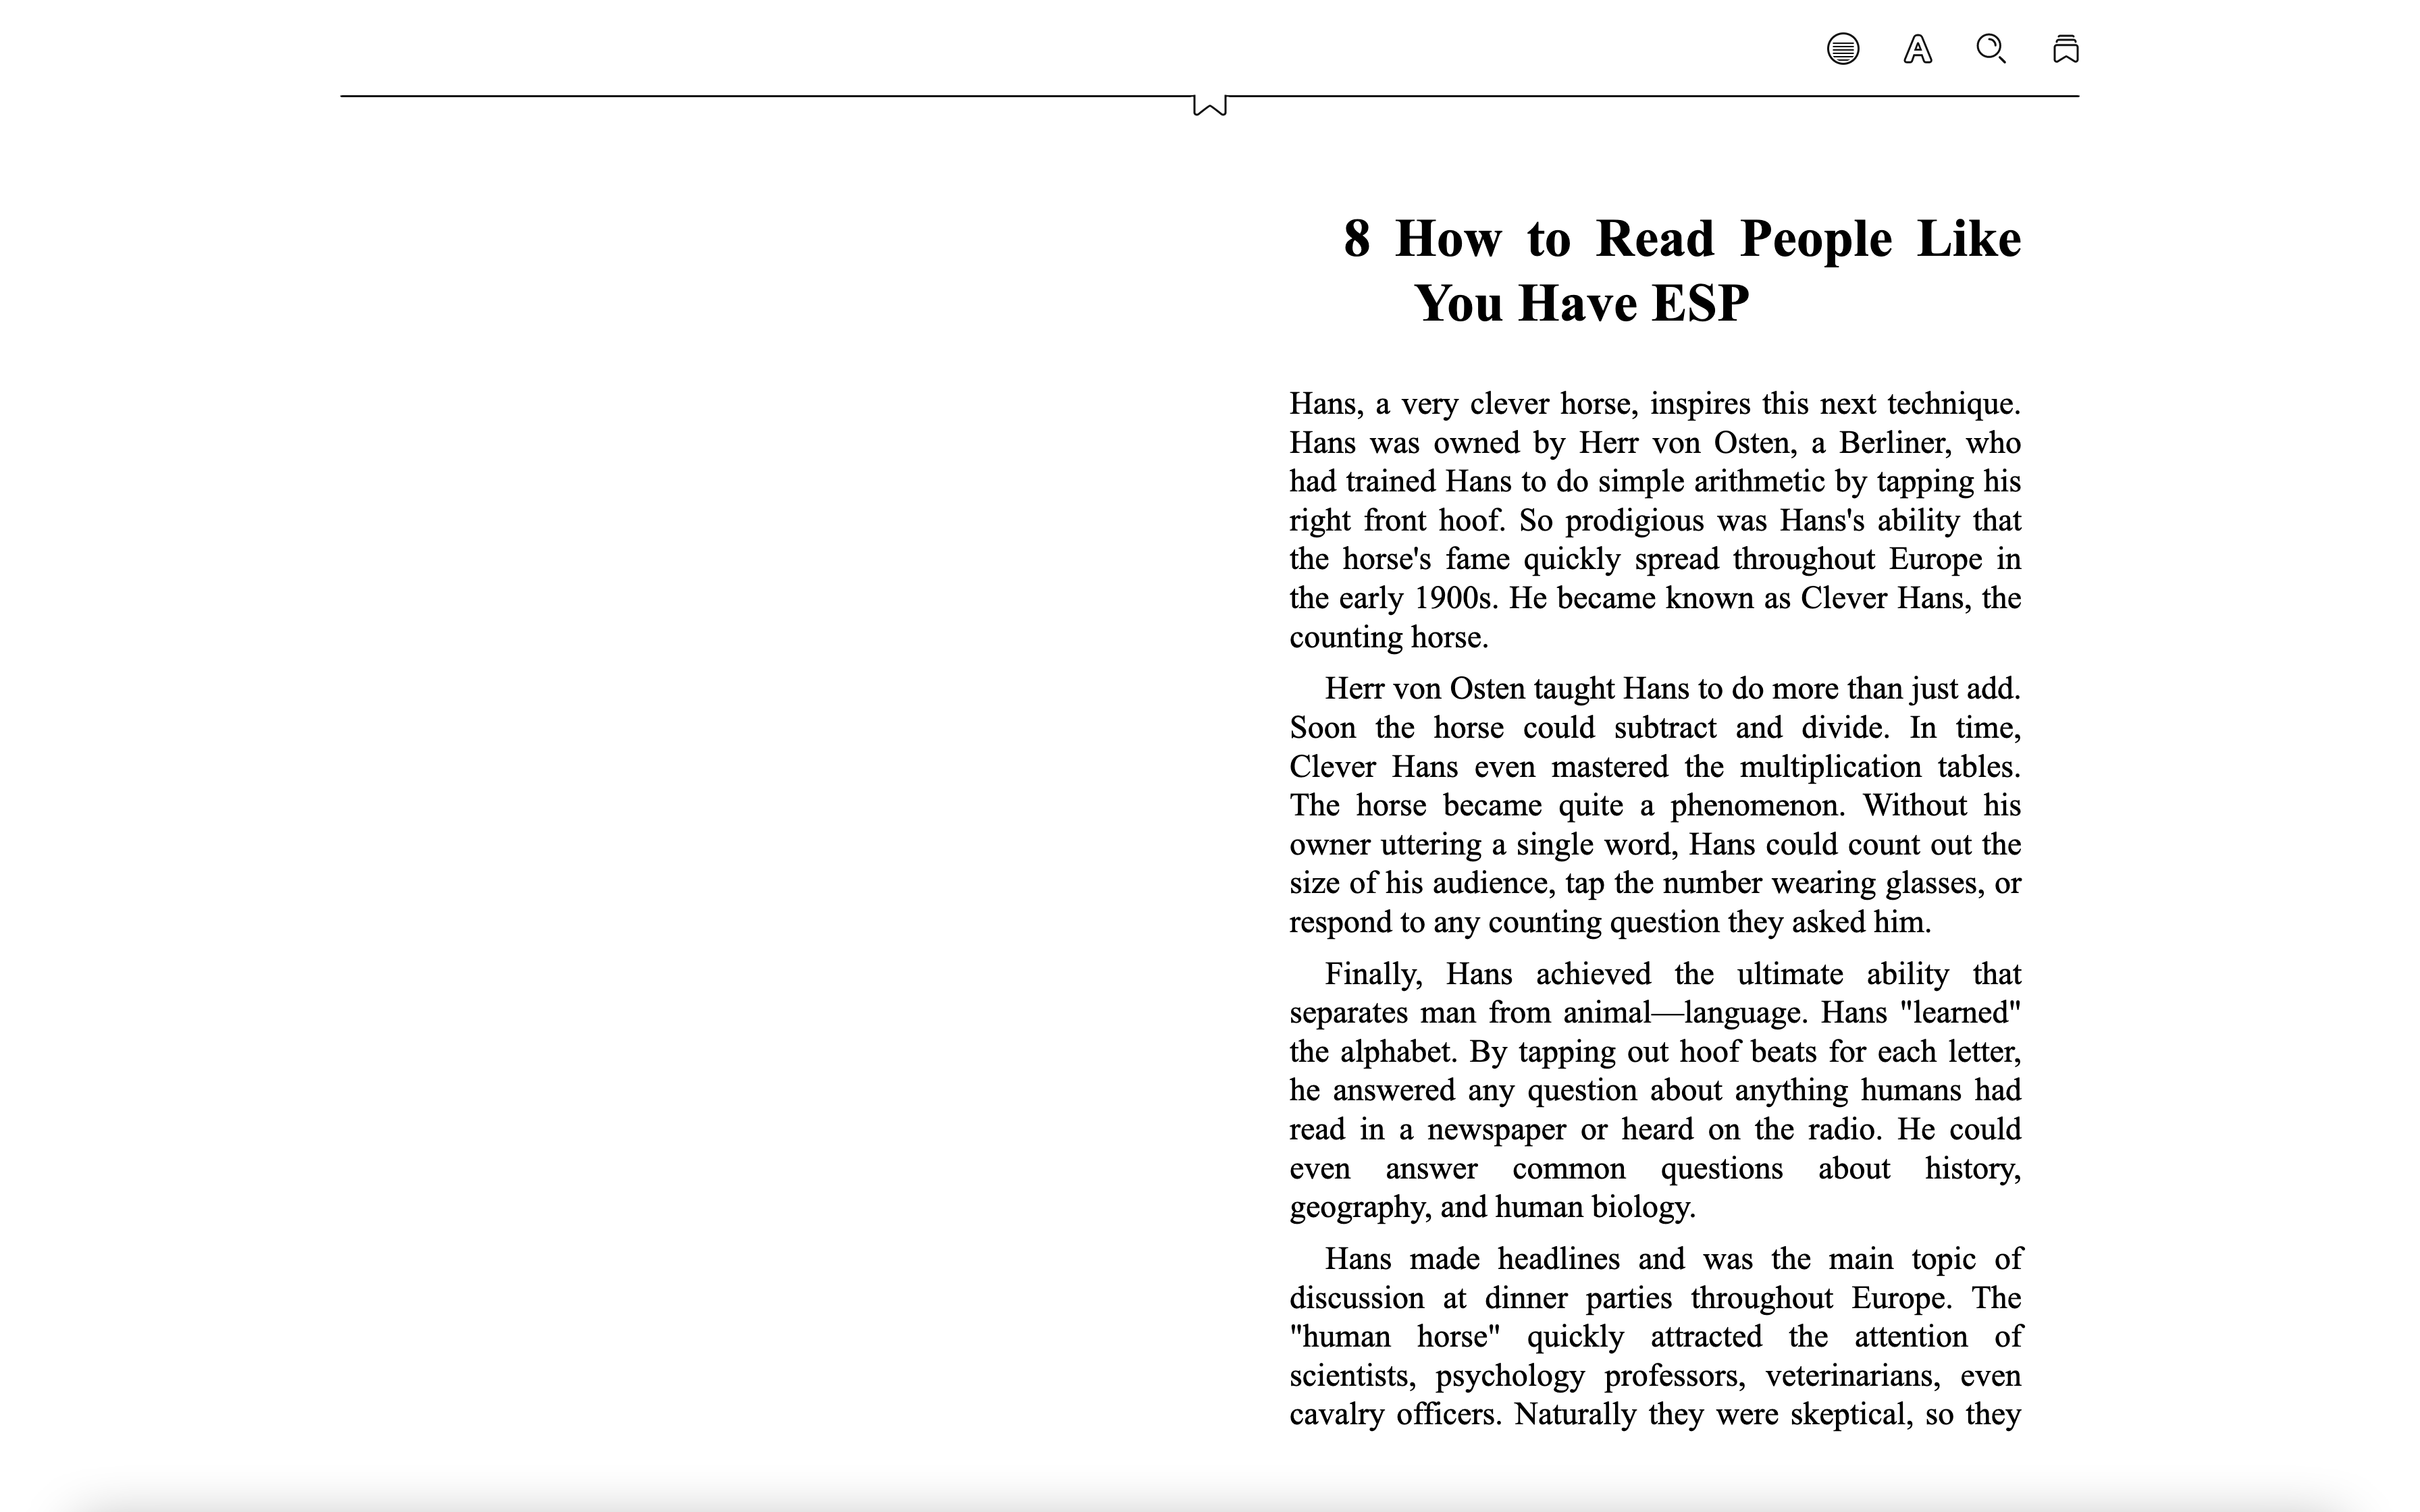 8 How to Read People Like
You Have ESP
Hans, a very clever horse, inspires this next technique.
Hans was owned by Herr von Osten, a Berliner, who
had trained Hans to do simple arithmetic by tapping his
right front hoof. So prodigious was Hans's ability that
the horse's fame quickly spread throughout Europe in
the early 1900s. He became known as Clever Hans, the
counting horse.
Herr von Osten taught Hans to do more than just add.
Soon the horse could subtract and divide. In time,
Clever Hans even mastered the multiplication tables.
The horse became quite a phenomenon. Without his
owner uttering a single word, Hans could count out the
size of his audience, tap the number wearing glasses, or
respond to any counting question they asked him.
Finally, Hans achieved the ultimate ability that
separates man from animal—language. Hans "learned"
the alphabet. By tapping out hoof beats for each letter,
he answered any question about anything humans had
read in a newspaper or heard on the radio. He could
even answer common questions about history,
geography, and human biology.
Hans made headlines and was the main topic of
discussion at dinner parties throughout Europe. The
"human horse" quickly attracted the attention of
scientists, psychology professors, veterinarians, even
cavalry officers. Naturally they were skeptical, so they